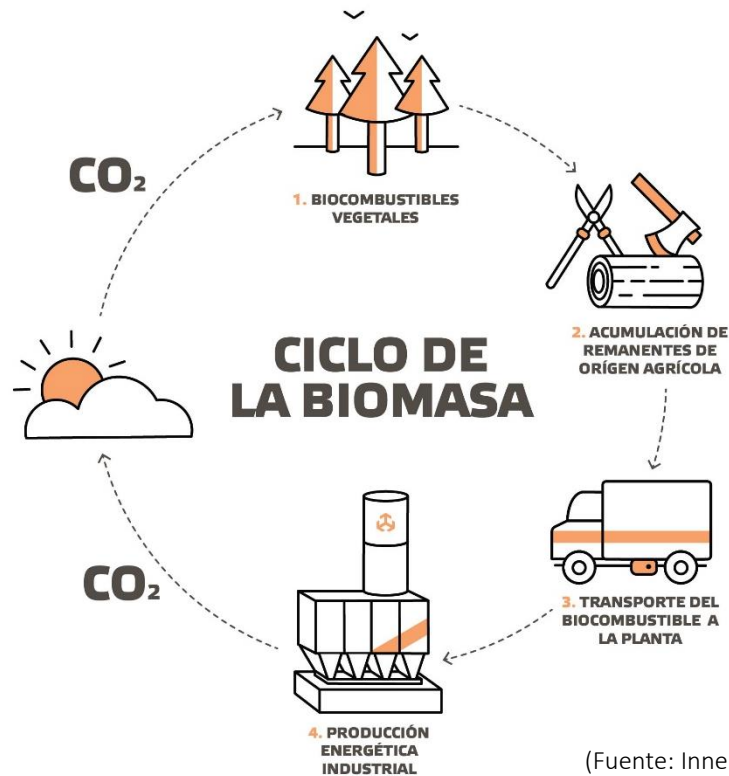 CO₂
1. BIOCOMBUSTIBLES
VEGETALES
2. ACUMULACIÓN DE
REMANENTES DE
ORÍGEN AGRÍCOLA
CICLO DE
LA BIOMASA
CO₂
3. TRANSPORTE DEL
BIOCOMBUSTIBLE A
LA PLANTA
4. PRODUCCIÓN
ENERGÉTICA
INDUSTRIAL
(Fuente: Inne